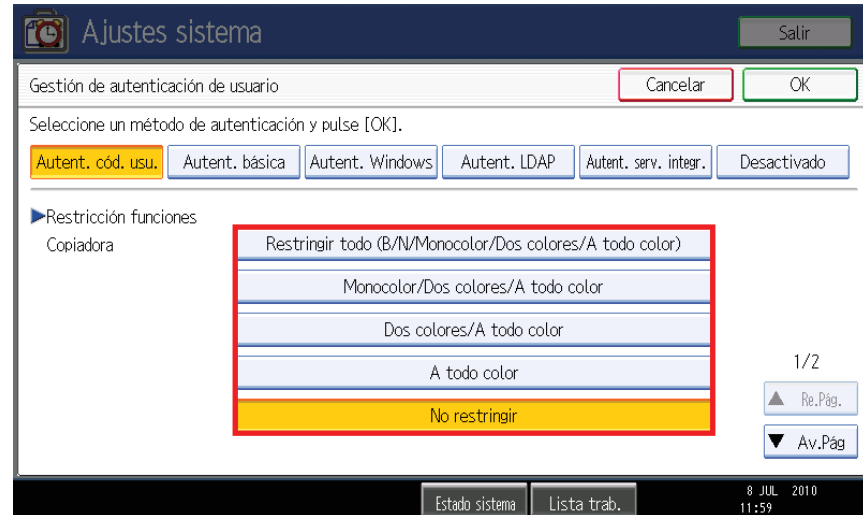 Ajustes sistema
Salir
Gestión de autenticación de usuario
Cancelar
OK
Seleccione un método de autenticación y pulse [OK].
Autent. cód. usu.
Autent. básica
Autent. Windows
Autent. LDAP
Autent. serv. integr.
Desactivado
▶Restricción funciones
Copiadora
Restringir todo (B/N/Monocolor/Dos colores/A todo color)
Monocolor/Dos colores/A todo color
Dos colores/A todo color
A todo color
No restringir
1/2
▲ Re.Pág.
▼ Av.Pág
Estado sistema
Lista trab.
8 JUL 2010
11:59